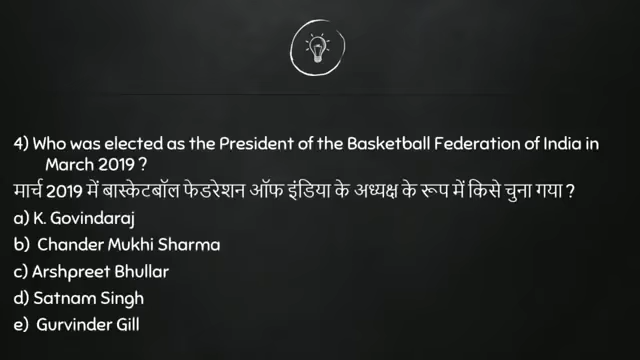 4) Who was elected as the President of the Basketball Federation of India in
March 2019 ?
मार्च 2019 में बास्केटबॉल फेडरेशन ऑफ इंडिया के अध्यक्ष के रूप में किसे चुना गया ?
a) K. Govindaraj
b) Chander Mukhi Sharma
c) Arshpreet Bhullar
d) Satnam Singh
e) Gurvinder Gill